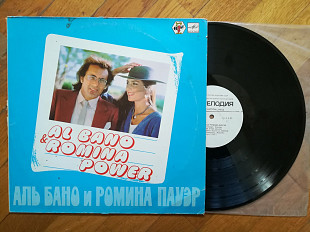 AL BANO
& ROMINA
POWER
АЛЬ БАНО и РОМИНА ПАУЭР
МЕЛОДИЯ